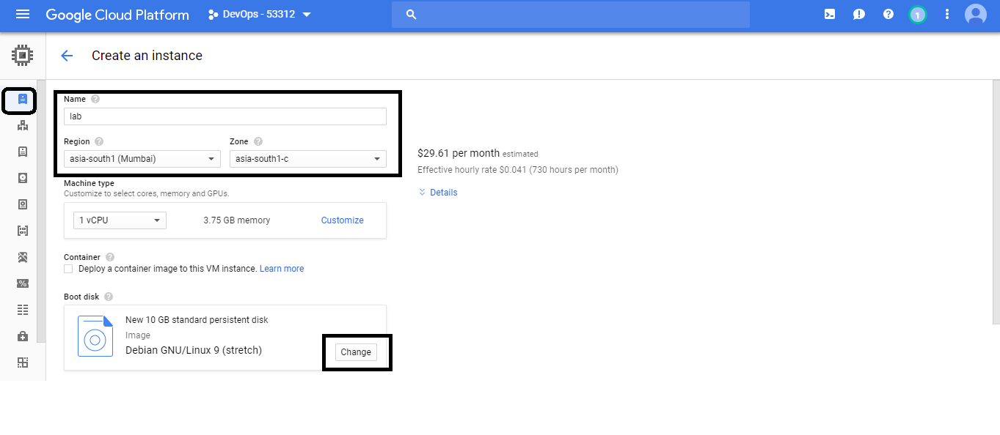 Google Cloud Platform DevOps - 53312 1
Create an instance
Name
lab
Region Zone
asia-south1 (Mumbai) asia-south1-c
$29.61 per month estimated
Effective hourly rate $0.041 (730 hours per month)
Details
Machine type
Customize to select cores, memory and GPUs.
1 vCPU 3.75 GB memory Customize
Container
Deploy a container image to this VM instance. Learn more
Boot disk
New 10 GB standard persistent disk
Image
Debian GNU/Linux 9 (stretch)
Change